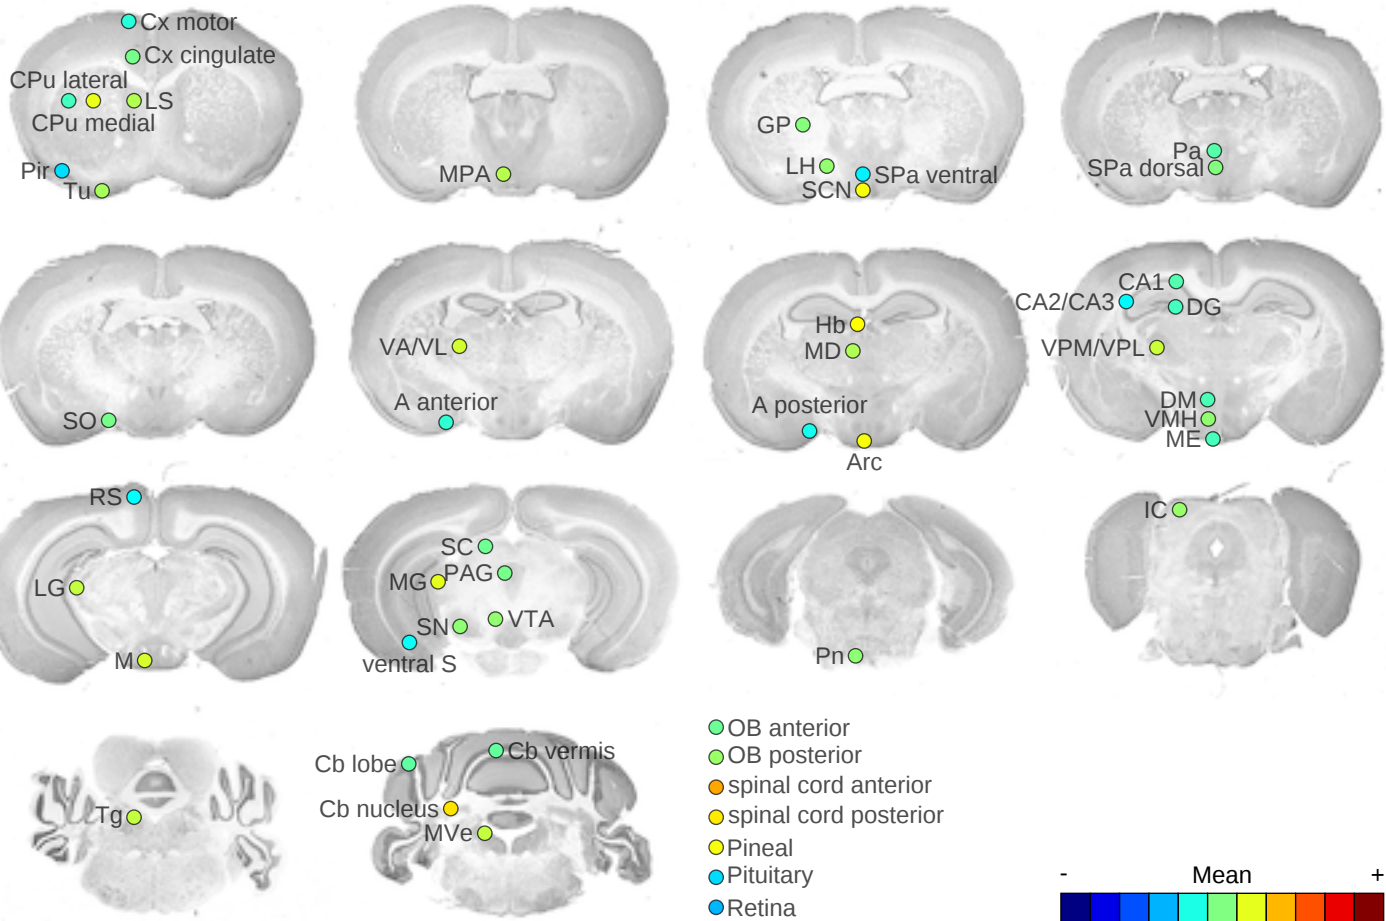 Cx motor
Cx cingulate
CPu lateral
LS
CPu medial
Pir
Tu
MPA
GP
LH
SPa ventral
SCN
Pa
SPa dorsal
SO
VA/VL
A anterior
Hb
MD
A posterior
Arc
CA1
CA2/CA3
DG
VPM/VPL
DM
VMH
ME
RS
LG
M
SC
PAG
MG
VTA
SN
ventral S
Pn
IC
Tg
Cb vermis
Cb lobe
Cb nucleus
MVe
OB anterior
OB posterior
spinal cord anterior
spinal cord posterior
Pineal
Pituitary
Retina
- Mean +